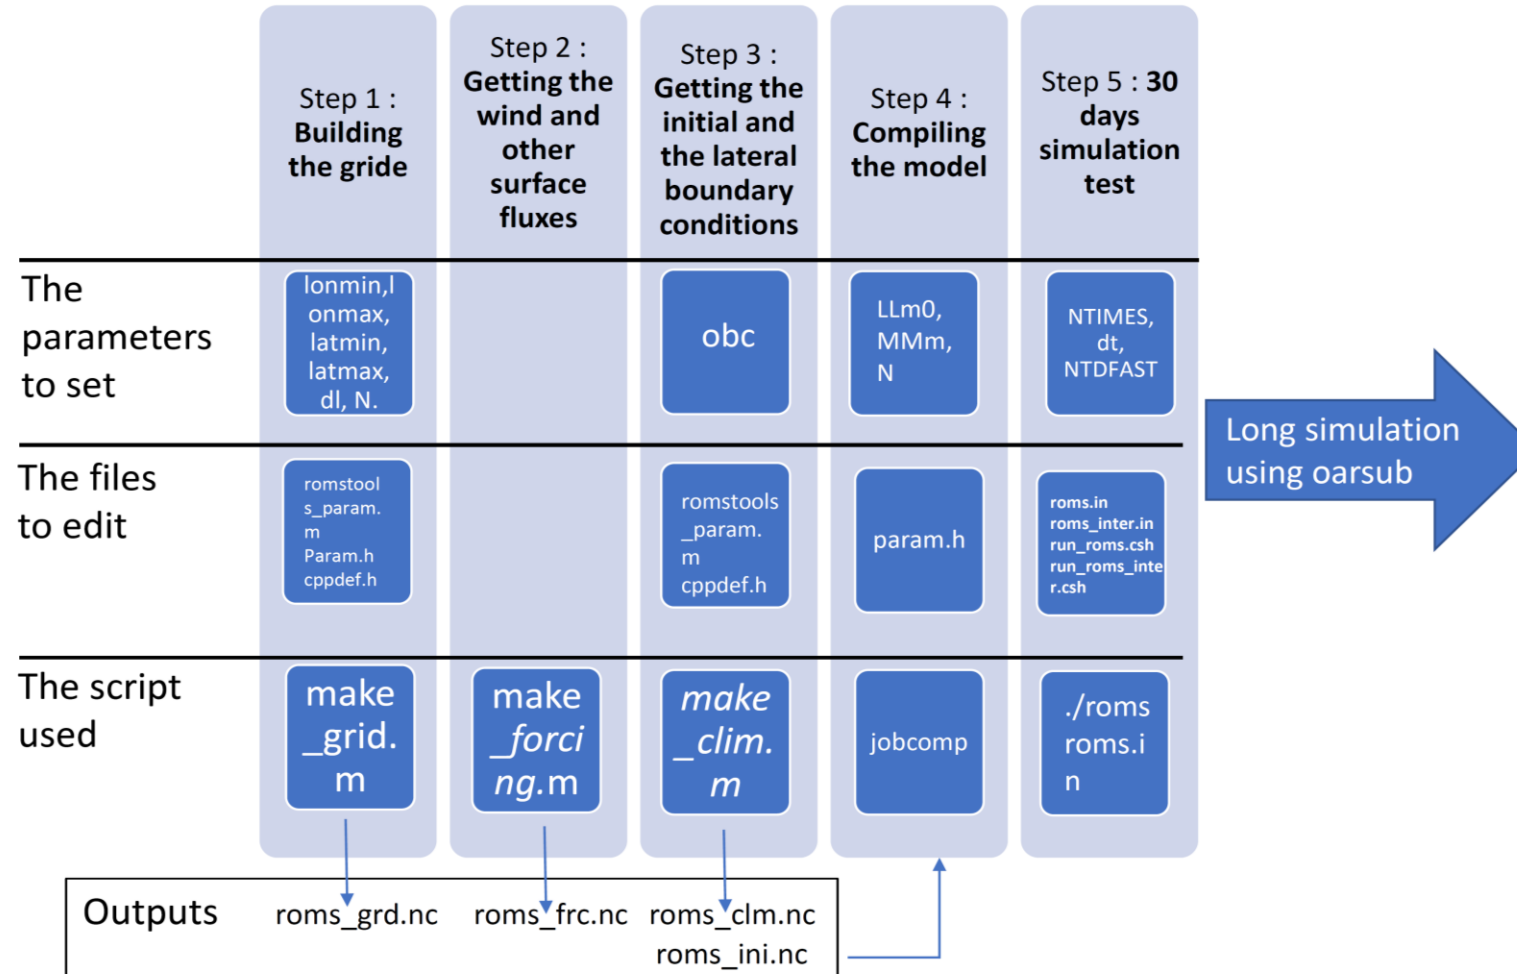 Step 1 :
Building
the gride
Step 2 :
Getting the
wind and
other
surface
fluxes
Step 3 :
Getting the
initial and
the lateral
boundary
conditions
Step 4 :
Compiling
the model
Step 5 : 30
days
simulation
test
The
parameters
to set
lonmin,l
onmax,
latmin,
latmax,
dl, N.
obc
LLm0,
MMm,
N
NTIMES,
dt,
NTDFAST
Long simulation
using oarsub
The files
to edit
romstool
s_param.
m
Param.h
cppdef.h
romstools
_param.
m
cppdef.h
param.h
roms.in
roms_inter.in
run_roms.csh
run_roms_inte
r.csh
The script
used
make
_grid.
m
make
_forci
ng.m
make
_clim.
m
jobcomp
./roms
roms.i
n
Outputs
roms_grd.nc
roms_frc.nc
roms_clm.nc
roms_ini.nc